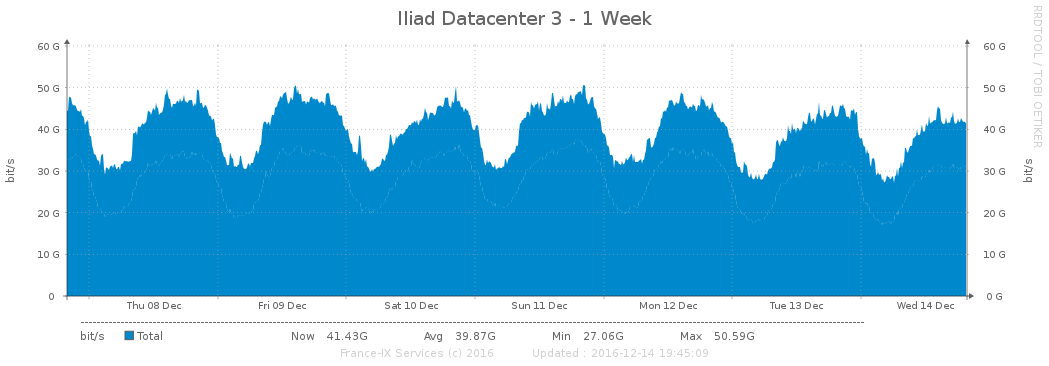 Iliad Datacenter 3 - 1 Week
RRDTOOL / TOBI OETIKER
bit/s
bit/s
60 G 60 G
50 G 50 G
40 G 40 G
30 G 30 G
20 G 20 G
10 G 10 G
0 0 G
Thu 08 Dec Fri 09 Dec Sat 10 Dec Sun 11 Dec Mon 12 Dec Tue 13 Dec Wed 14 Dec
bit/s Total Now 41.43G Avg 39.87G Min 27.06G Max 50.59G
France-IX Services (c) 2016 Updated : 2016-12-14 19:45:09